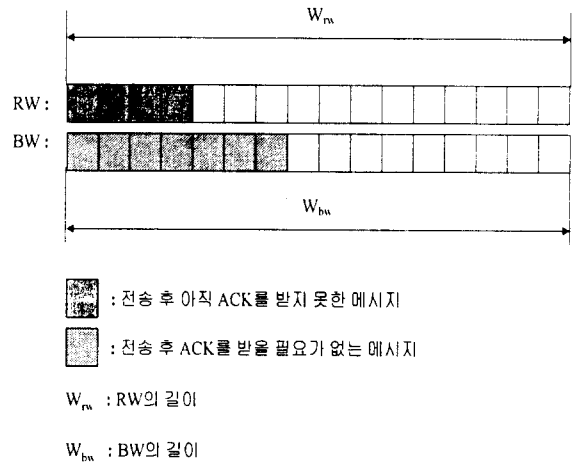 W_rw
RW :
BW :
W_bw
: 전송 후 아직 ACK를 받지 못한 메시지
: 전송 후 ACK를 받을 필요가 없는 메시지
W_rw : RW의 길이
W_bw : BW의 길이